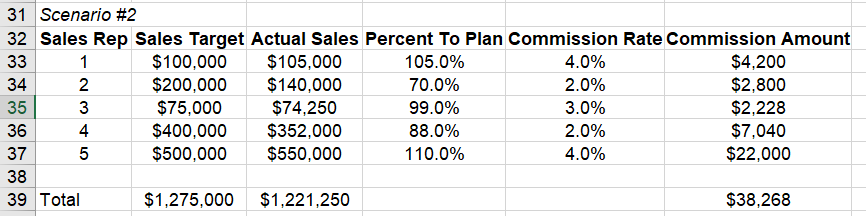 31 Scenario #2
32 Sales Rep Sales Target Actual Sales Percent To Plan Commission Rate Commission Amount
33 1 $100,000 $105,000 105.0% 4.0% $4,200
34 2 $200,000 $140,000 70.0% 2.0% $2,800
35 3 $75,000 $74,250 99.0% 3.0% $2,228
36 4 $400,000 $352,000 88.0% 2.0% $7,040
37 5 $500,000 $550,000 110.0% 4.0% $22,000
38
39 Total $1,275,000 $1,221,250 $38,268